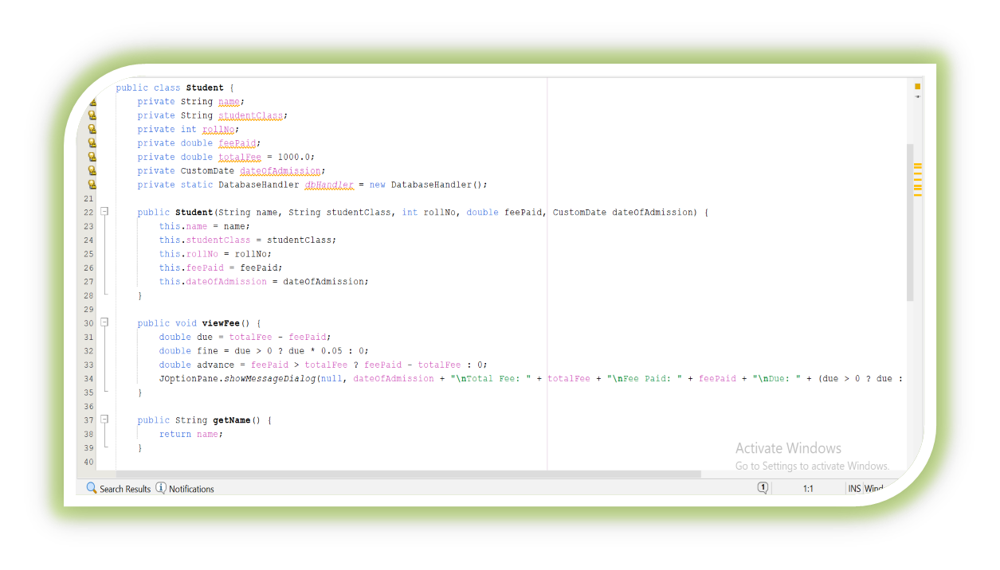 public class Student {
private String name;
private String studentClass;
private int rollNo;
private double feePaid;
private double totalFee = 1000.0;
private CustomDate dateOfAdmission;
private static DatabaseHandler dbHandler = new DatabaseHandler();
21
22 public Student(String name, String studentClass, int rollNo, double feePaid, CustomDate dateOfAdmission) {
23 this.name = name;
24 this.studentClass = studentClass;
25 this.rollNo = rollNo;
26 this.feePaid = feePaid;
27 this.dateOfAdmission = dateOfAdmission;
28 }
29
30 public void viewFee() {
31 double due = totalFee - feePaid;
32 double fine = due > 0 ? due * 0.05 : 0;
33 double advance = feePaid > totalFee ? feePaid - totalFee : 0;
34 JOptionPane.showMessageDialog(null, dateOfAdmission + "\nTotal Fee: " + totalFee + "\nFee Paid: " + feePaid + "\nDue: " + (due > 0 ? due :
35 }
36
37 public String getName() {
38 return name;
39 }
40
Activate Windows
Go to Settings to activate Windows.
Search Results Notifications 1 1:1 INS Wind